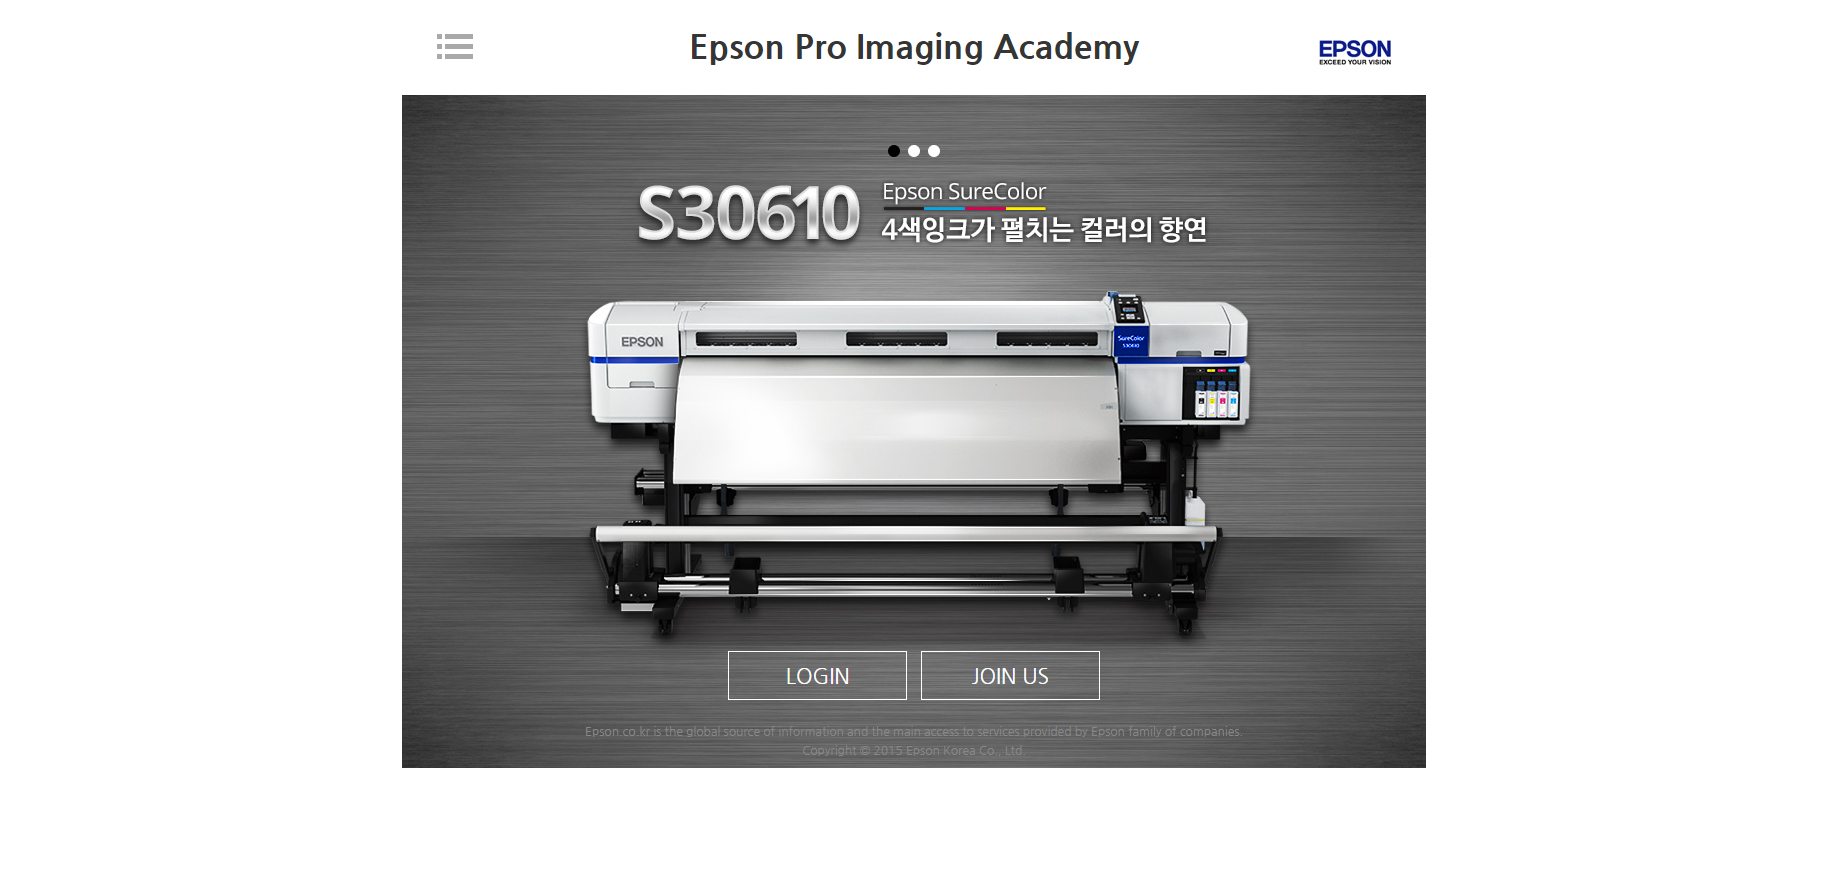 Epson Pro Imaging Academy
EPSON
EXCEED YOUR VISION
S30610
Epson SureColor
4색잉크가 펼치는 컬러의 향연
EPSON
SureColor
S30610
LOGIN
JOIN US
Epson.co.kr is the global source of information and the main access to services provided by Epson family of companies.
Copyright © 2015 Epson Korea Co., Ltd.